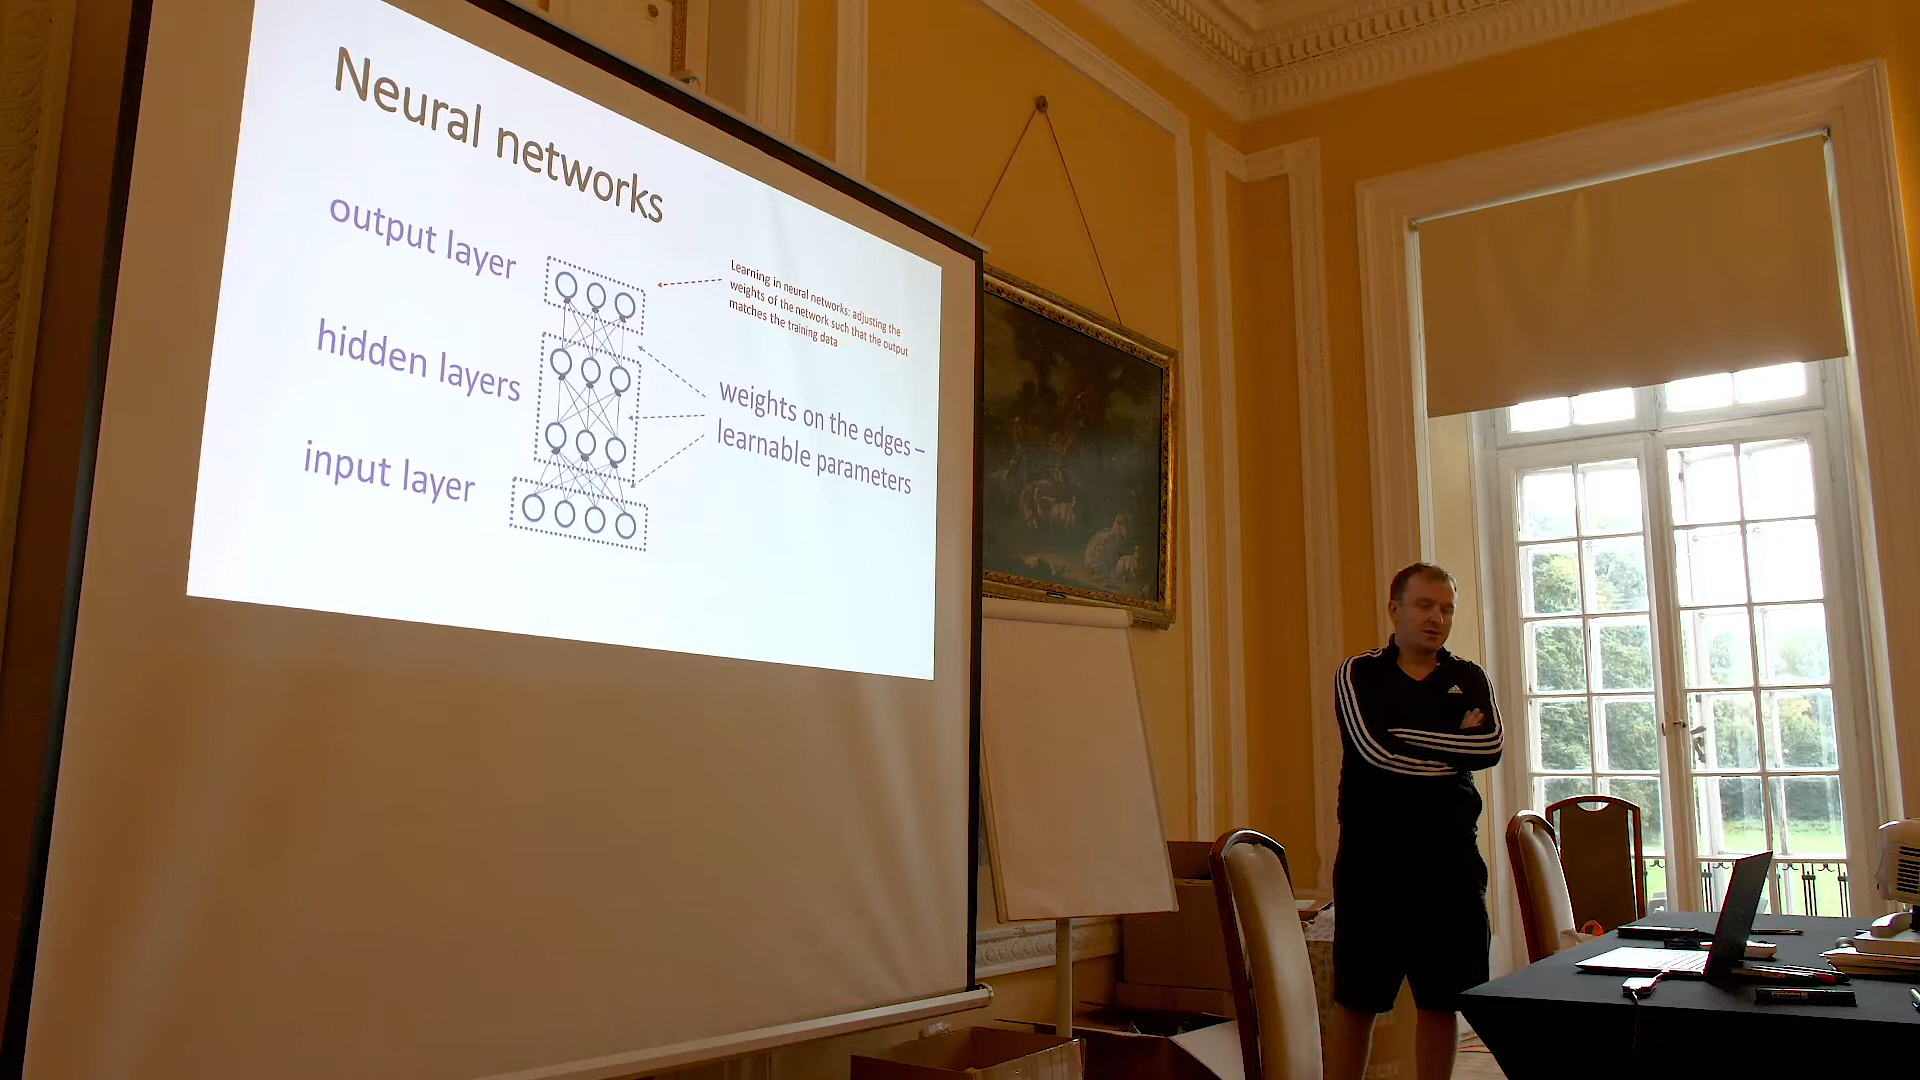 Neural networks
output layer
Learning in neural networks: adjusting the
weights of the network such that the output
matches the training data
hidden layers
weights on the edges –
learnable parameters
input layer
adidas